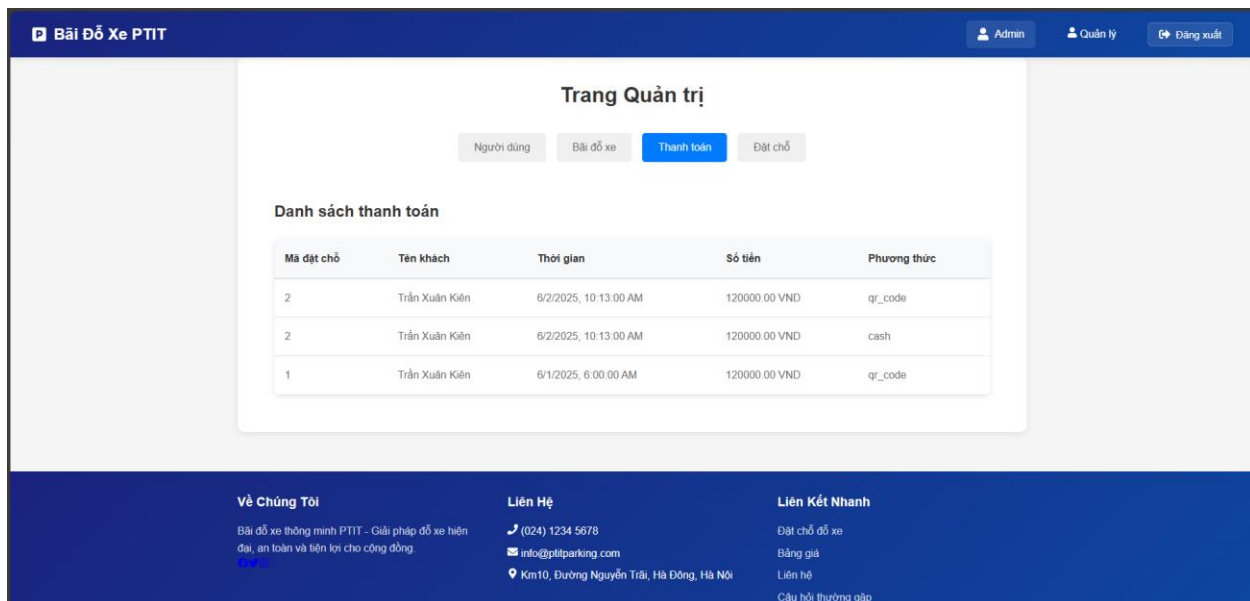 Bãi Đỗ Xe PTIT
Admin
Quản lý
Đăng xuất
Trang Quản trị
Người dùng
Bãi đỗ xe
Thanh toán
Đặt chỗ
Danh sách thanh toán
Mã đặt chỗ Tên khách Thời gian Số tiền Phương thức
2 Trần Xuân Kiên 6/2/2025, 10:13:00 AM 120000.00 VND qr_code
2 Trần Xuân Kiên 6/2/2025, 10:13:00 AM 120000.00 VND cash
1 Trần Xuân Kiên 6/1/2025, 6:00:00 AM 120000.00 VND qr_code
Về Chúng Tôi
Bãi đỗ xe thông minh PTIT - Giải pháp đỗ xe hiện
đại, an toàn và tiện lợi cho cộng đồng.
Liên Hệ
(024) 1234 5678
info@ptitparking.com
Km10, Đường Nguyễn Trãi, Hà Đông, Hà Nội
Liên Kết Nhanh
Đặt chỗ đỗ xe
Bảng giá
Liên hệ
Câu hỏi thường gặp